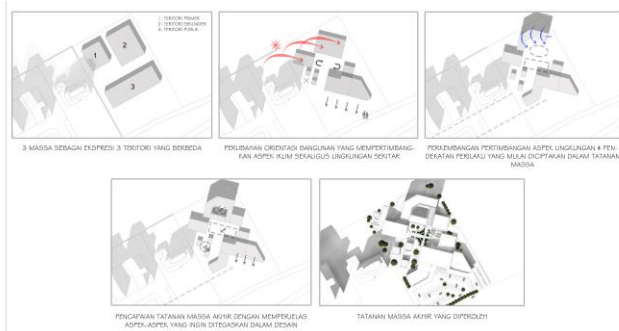 1: TERITORI PRIMER
2: TERITORI SEKUNDER
3: TERITORI PUBLIK
1
2
3
3 MASSA SEBAGAI EKSPRESI 3 TERITORI YANG BERBEDA
PERUBAHAN ORIENTASI BANGUNAN YANG MEMPERTIMBANG-
KAN ASPEK IKLIM SEKALIGUS LINGKUNGAN SEKITAR.
PERKEMBANGAN PERTIMBANGAN ASPEK LINGKUNGAN & PEN-
DEKATAN PERILAKU YANG MULAI DICIPTAKAN DALAM TATANAN
MASSA
PENCAPAIAN TATANAN MASSA AKHIR DENGAN MEMPERJELAS
ASPEK-ASPEK YANG INGIN DITEGASKAN DALAM DESAIN
TATANAN MASSA AKHIR YANG DIPEROLEH